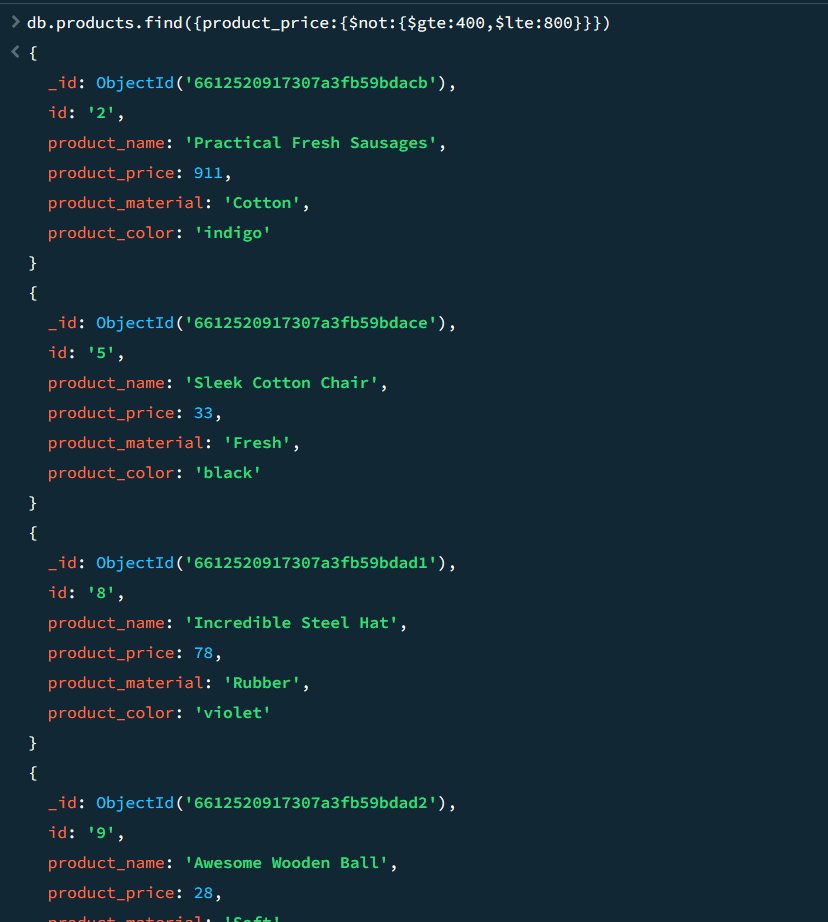 > db.products.find({product_price:{$not:{$gte:400,$lte:800}}})
< {
_id: ObjectId('6612520917307a3fb59bdacb'),
id: '2',
product_name: 'Practical Fresh Sausages',
product_price: 911,
product_material: 'Cotton',
product_color: 'indigo'
}
{
_id: ObjectId('6612520917307a3fb59bdace'),
id: '5',
product_name: 'Sleek Cotton Chair',
product_price: 33,
product_material: 'Fresh',
product_color: 'black'
}
{
_id: ObjectId('6612520917307a3fb59bdad1'),
id: '8',
product_name: 'Incredible Steel Hat',
product_price: 78,
product_material: 'Rubber',
product_color: 'violet'
}
{
_id: ObjectId('6612520917307a3fb59bdad2'),
id: '9',
product_name: 'Awesome Wooden Ball',
product_price: 28,
product_material: 'Soft'